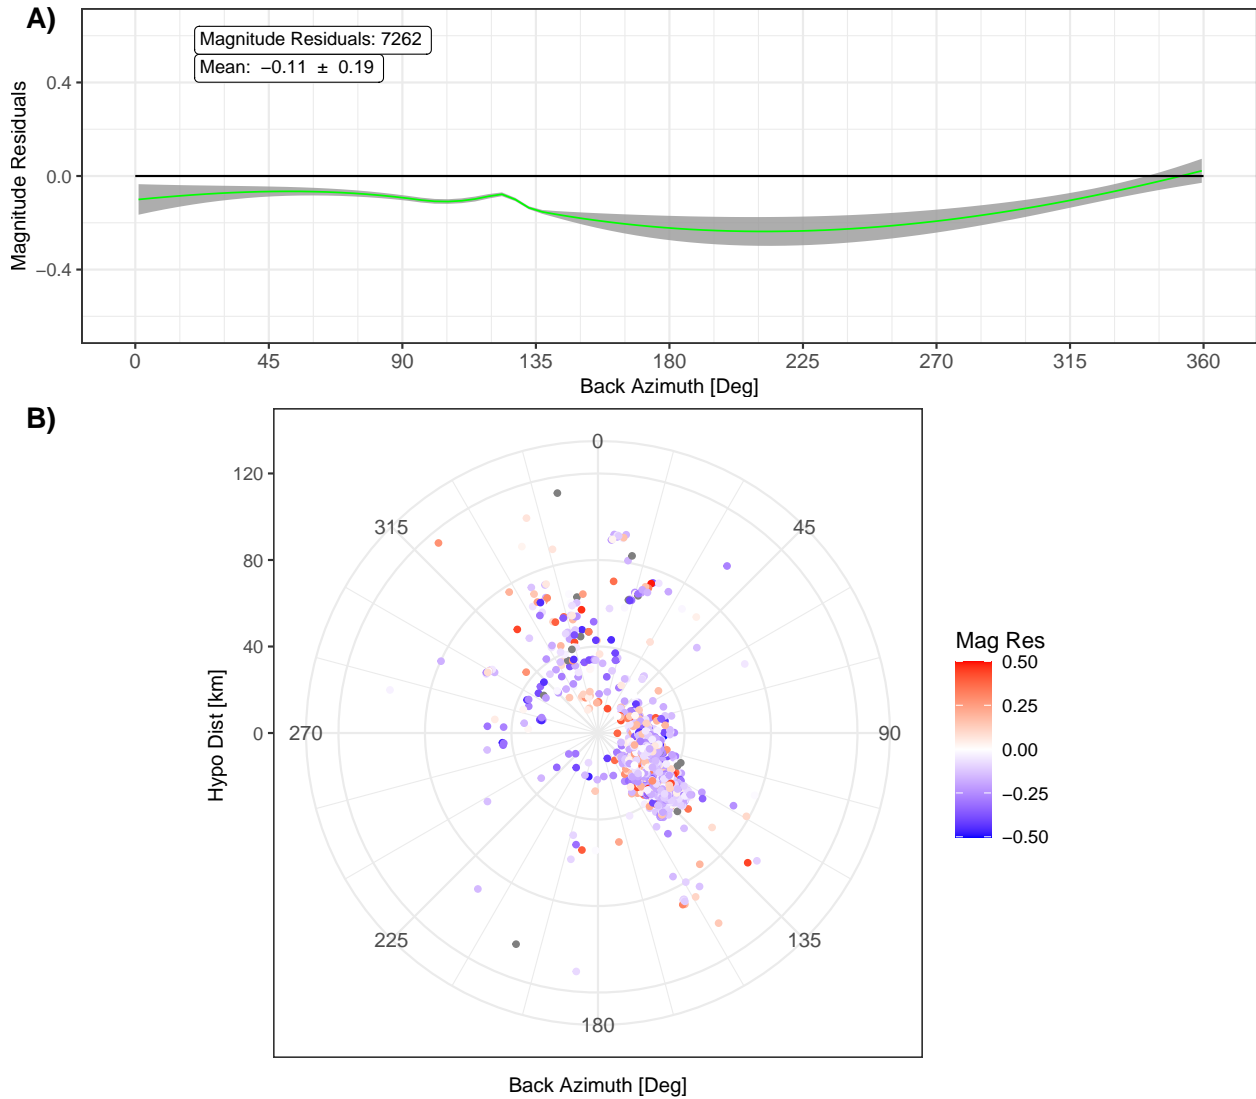 A)
Magnitude Residuals: 7262
Mean: −0.11 ± 0.19
Magnitude Residuals
0.4
0.0
−0.4
0 45 90 135 180 225 270 315 360
Back Azimuth [Deg]
B)
Hypo Dist [km]
120
80
40
0
0
45
90
135
180
225
270
315
Back Azimuth [Deg]
Mag Res
0.50
0.25
0.00
−0.25
−0.50